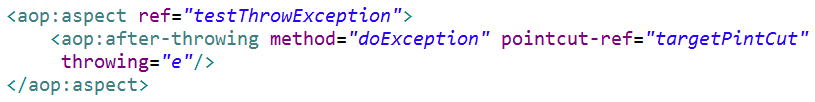 <aop:aspect ref="testThrowException">
<aop:after-throwing method="doException" pointcut-ref="targetPintCut"
throwing="e"/>
</aop:aspect>